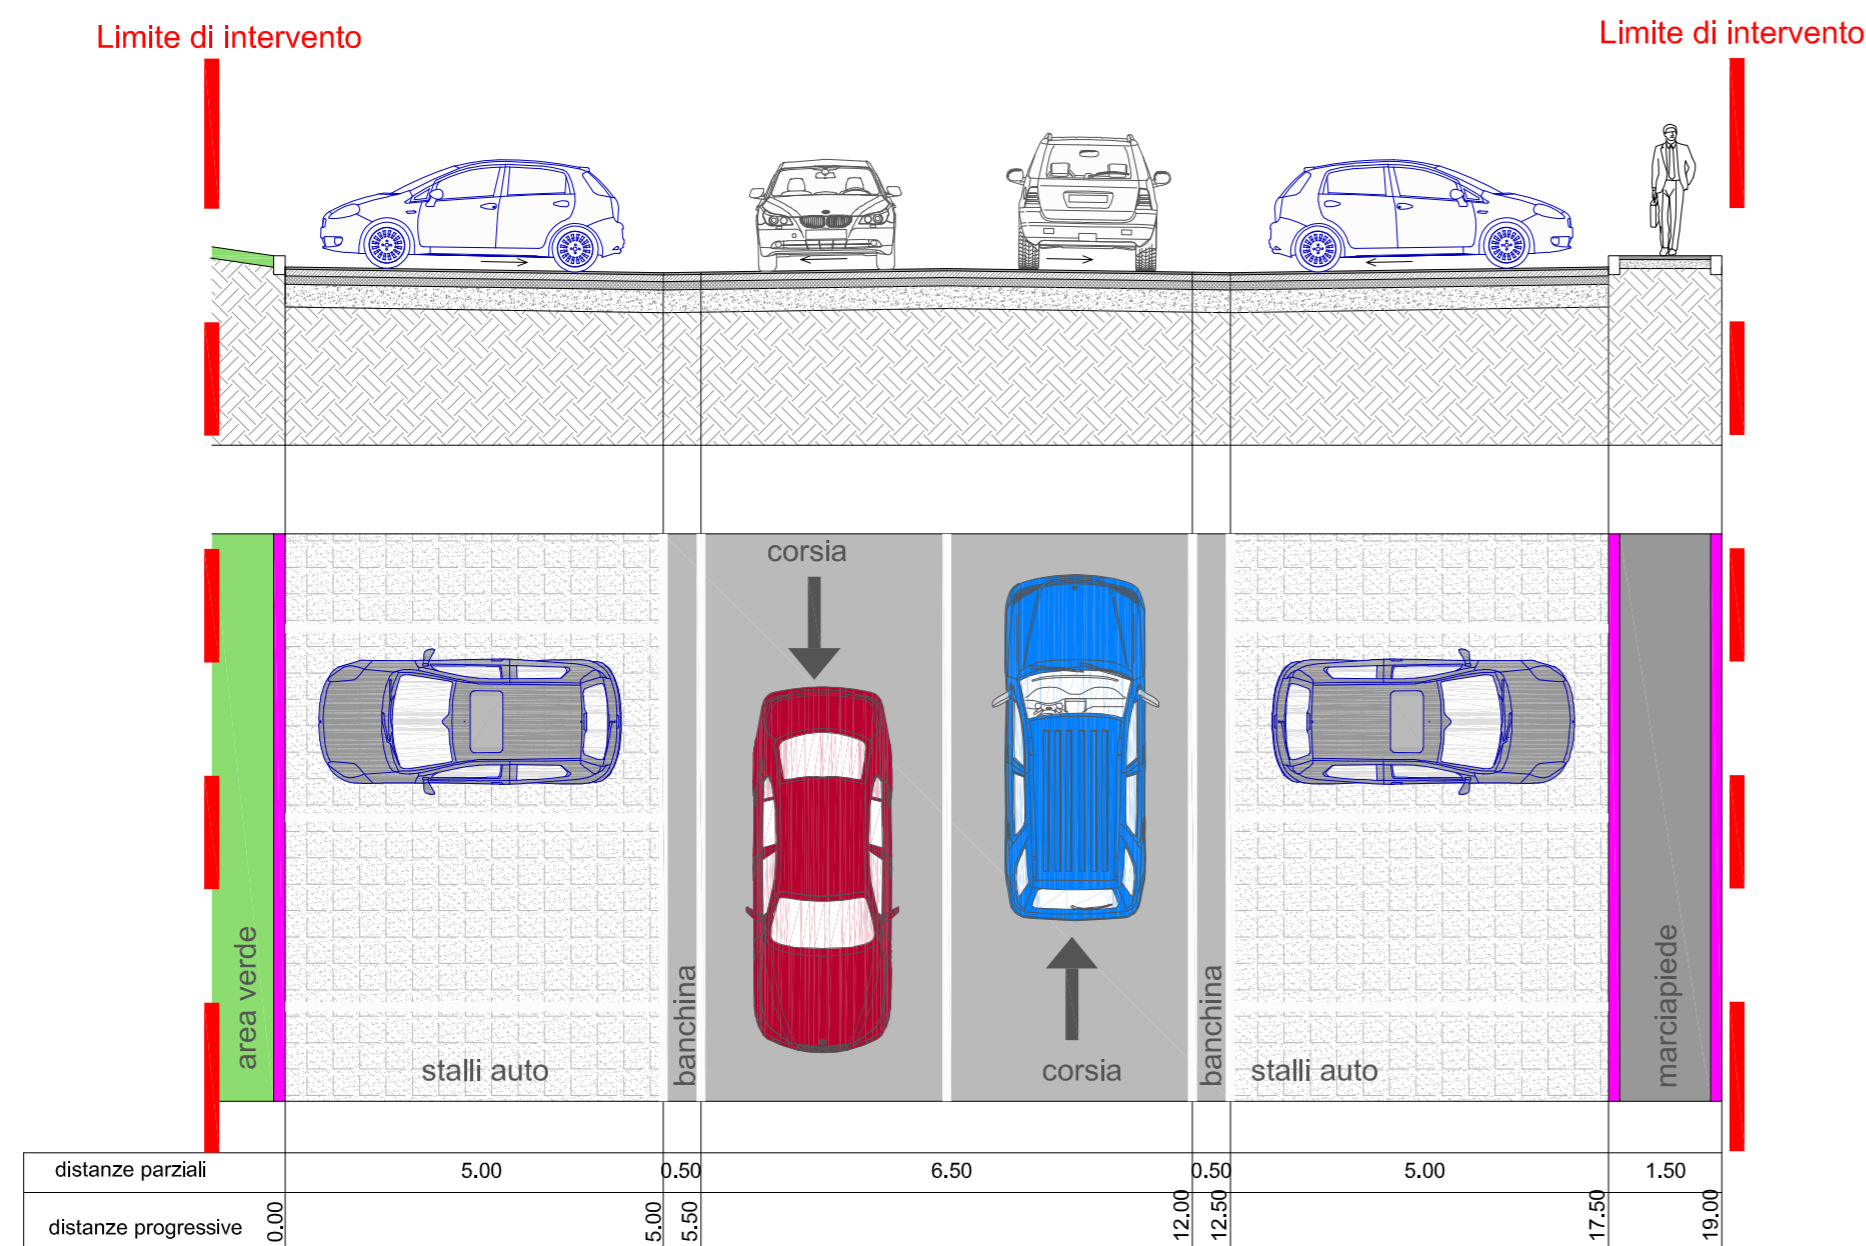 Limite di intervento
Limite di intervento
corsia
area verde
stalli auto
banchina
corsia
banchina
stalli auto
marciapiede
distanze parziali 5.00 0.50 6.50 0.50 5.00 1.50
distanze progressive 0.00 5.00 5.50 12.00 12.50 17.50 19.00